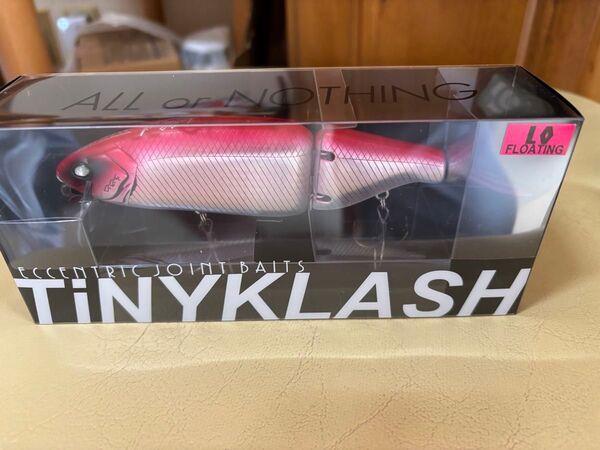 ALL OR NOTHING
LO
FLOATING
ECCENTRIC JOINT BAITS
TiNYKLASH